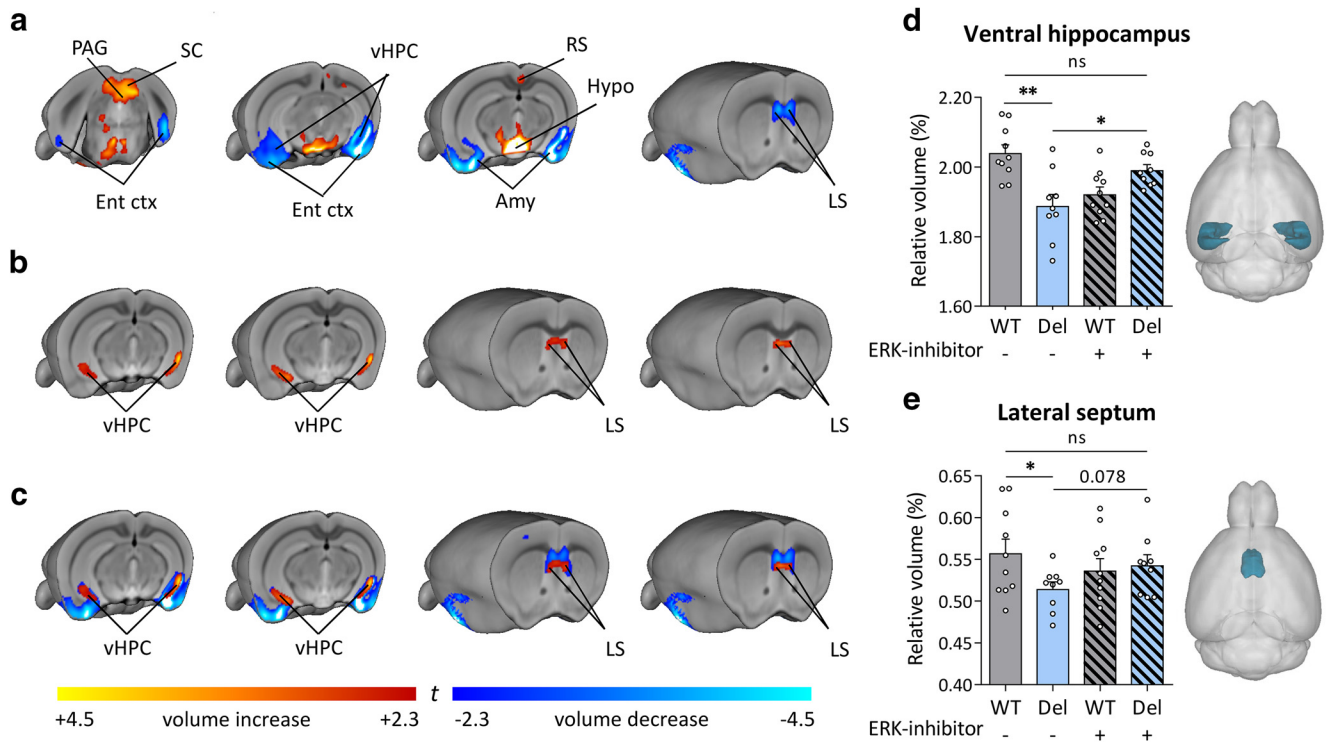 a
PAG
SC
vHPC
RS
Hypo
Ent ctx
Ent ctx
Amy
LS
b
vHPC
vHPC
LS
LS
c
vHPC
vHPC
LS
LS
t
+4.5 volume increase +2.3
-2.3 volume decrease -4.5
d
Ventral hippocampus
ns
**
*
Relative volume (%)
2.20
2.00
1.80
1.60
WT Del WT Del
ERK-inhibitor - - + +
e
Lateral septum
ns
*
0.078
Relative volume (%)
0.65
0.60
0.55
0.50
0.45
0.40
WT Del WT Del
ERK-inhibitor - - + +